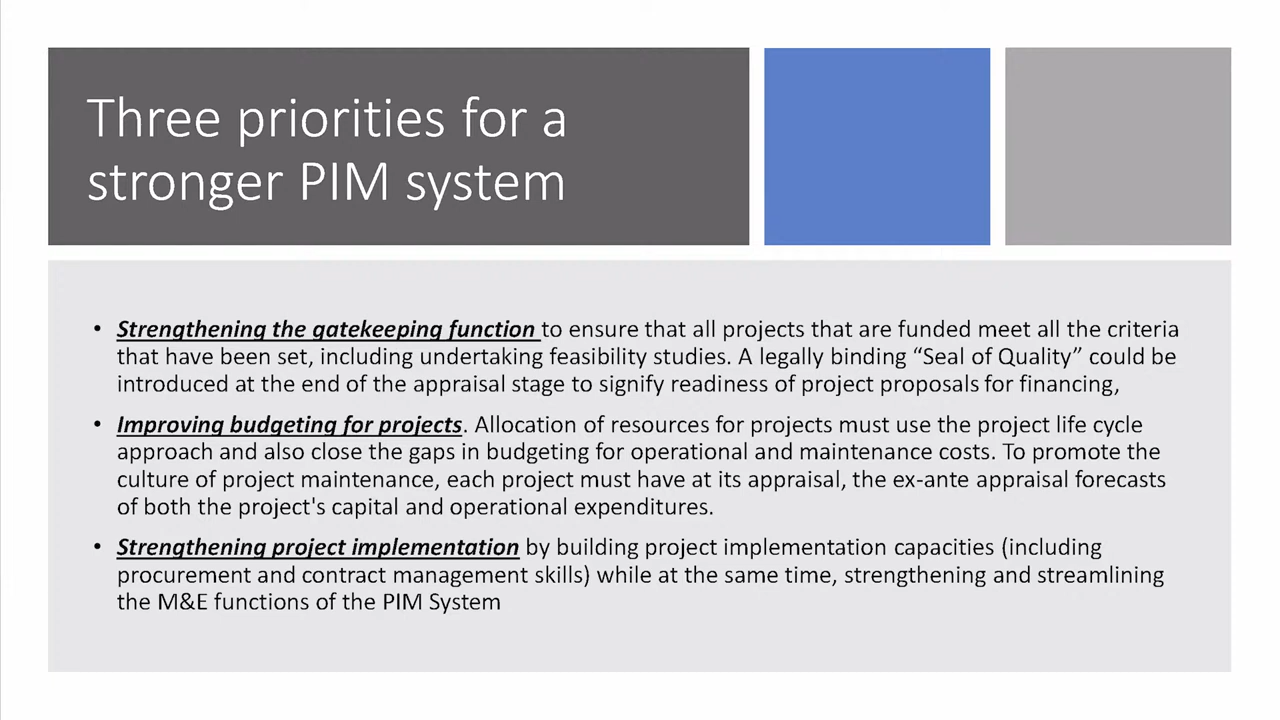 Three priorities for a
stronger PIM system
• Strengthening the gatekeeping function to ensure that all projects that are funded meet all the criteria
that have been set, including undertaking feasibility studies. A legally binding “Seal of Quality” could be
introduced at the end of the appraisal stage to signify readiness of project proposals for financing,
• Improving budgeting for projects. Allocation of resources for projects must use the project life cycle
approach and also close the gaps in budgeting for operational and maintenance costs. To promote the
culture of project maintenance, each project must have at its appraisal, the ex-ante appraisal forecasts
of both the project's capital and operational expenditures.
• Strengthening project implementation by building project implementation capacities (including
procurement and contract management skills) while at the same time, strengthening and streamlining
the M&E functions of the PIM System